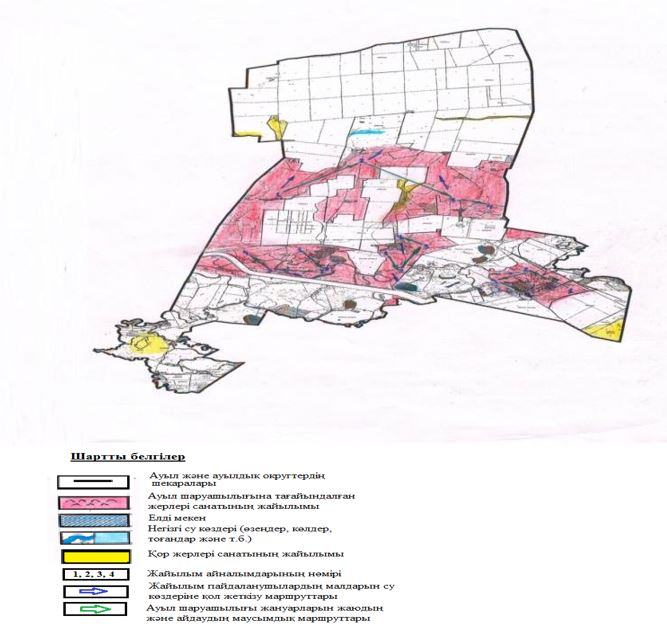 Шартты белгілер
Ауыл және ауылдық округтердің
шекаралары
Ауыл шаруашылығына тағайындалған
жерлері санатының жайылымы
Елді мекен
Негізгі су көздері (өзендер, көлдер,
тоғандар және т.б.)
Қор жерлері санатының жайылымы
1, 2, 3, 4
Жайылым айналымдарының нөмірі
Жайылым пайдаланушылардың малдарын су
көздеріне қол жеткізу маршруттары
Ауыл шаруашылығы жануарларын жаюдың
және айдаудың маусымдық маршруттары